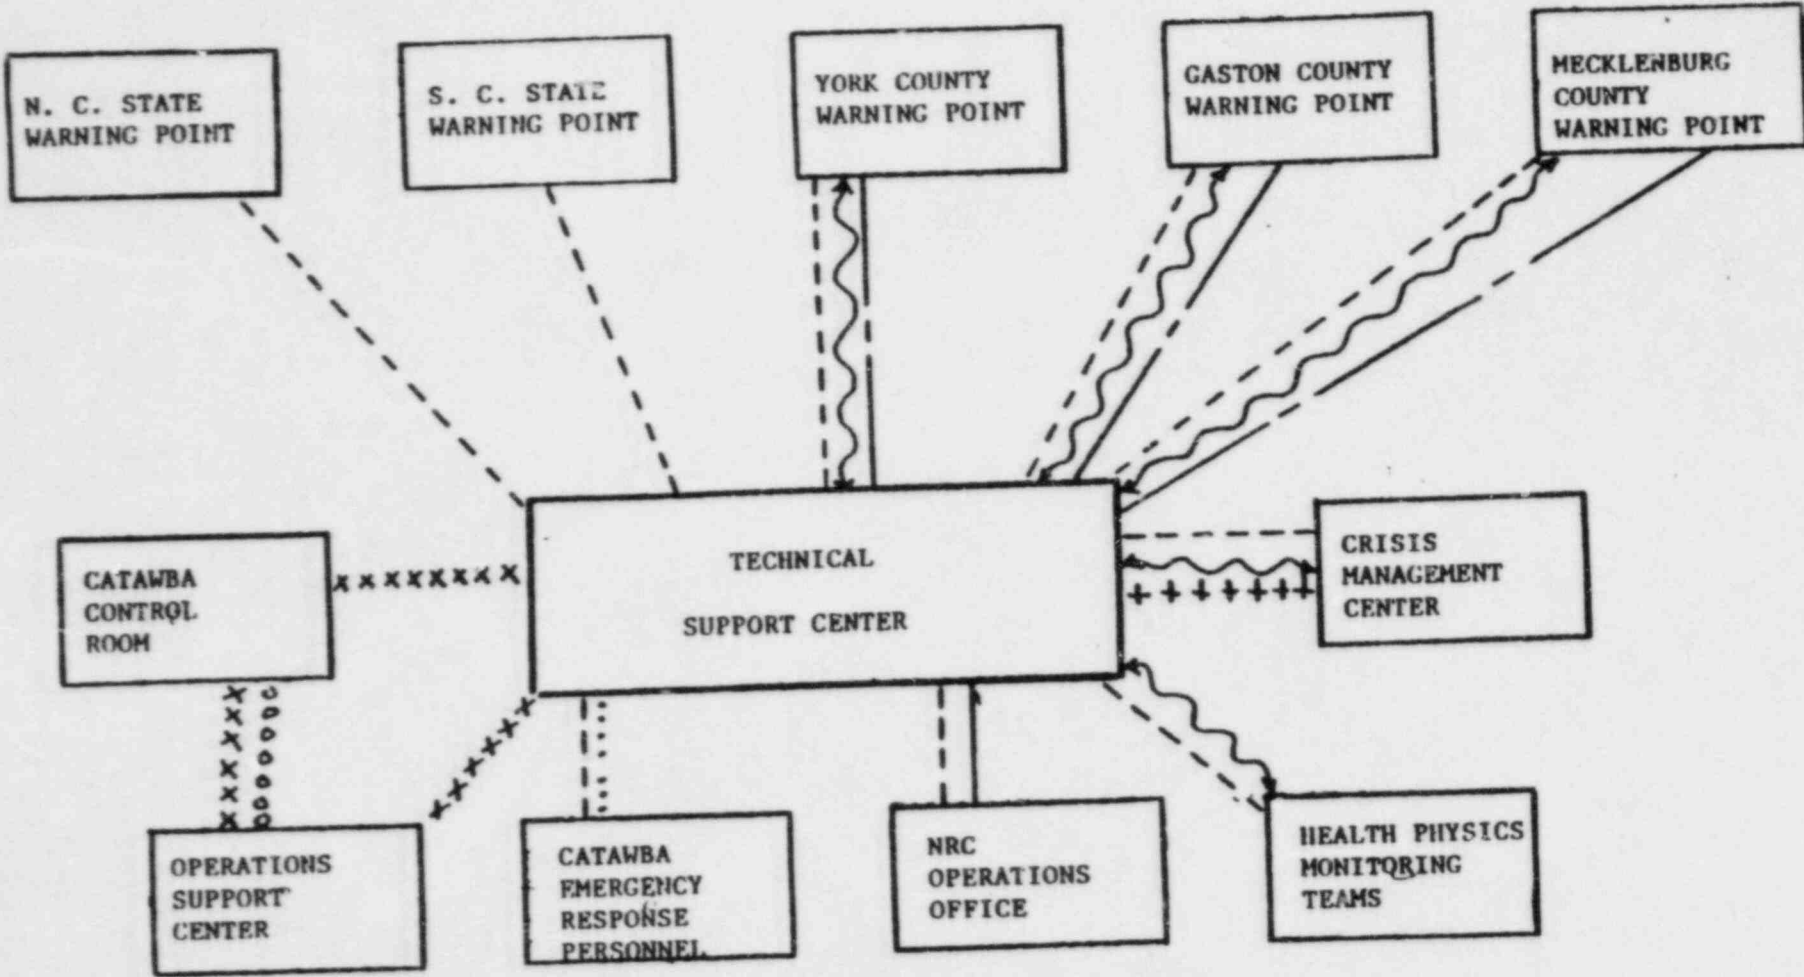 N. C. STATE
WARNING POINT
S. C. STATE
WARNING POINT
YORK COUNTY
WARNING POINT
GASTON COUNTY
WARNING POINT
MECKLENBURG
COUNTY
WARNING POINT
CATAWBA
CONTROL
ROOM
TECHNICAL
SUPPORT CENTER
CRISIS
MANAGEMENT
CENTER
OPERATIONS
SUPPORT
CENTER
CATAWBA
EMERGENCY
RESPONSE
PERSONNEL
NRC
OPERATIONS
OFFICE
HEALTH PHYSICS
MONITORING
TEAMS